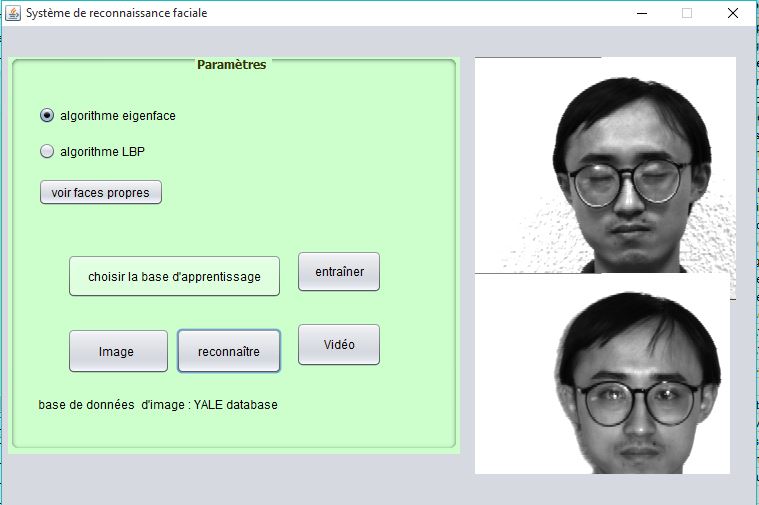 Système de reconnaissance faciale
Paramètres
algorithme eigenface
algorithme LBP
voir faces propres
choisir la base d'apprentissage
entraîner
Image
reconnaître
Vidéo
base de données  d'image : YALE database